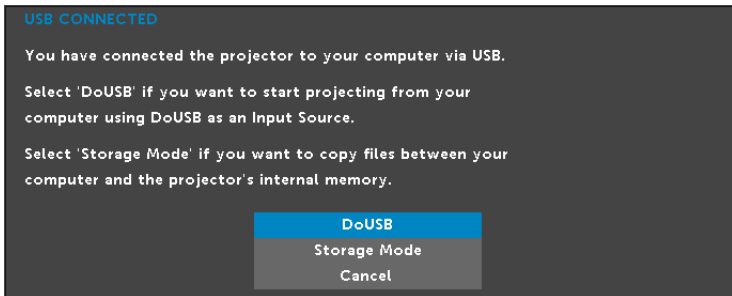 USB CONNECTED
You have connected the projector to your computer via USB.
Select 'DoUSB' if you want to start projecting from your
computer using DoUSB as an Input Source.
Select 'Storage Mode' if you want to copy files between your
computer and the projector's internal memory.
DoUSB
Storage Mode
Cancel